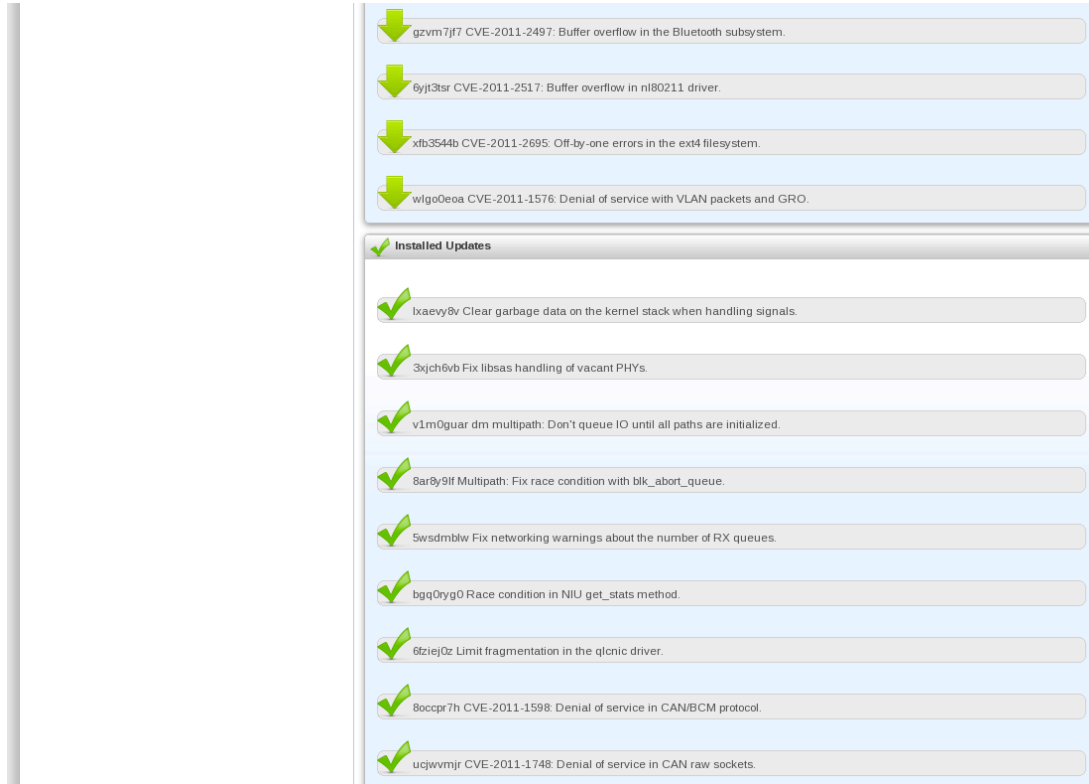 gzvm7jf7 CVE-2011-2497: Buffer overflow in the Bluetooth subsystem.
6yjt3tsr CVE-2011-2517: Buffer overflow in nl80211 driver.
xfb3544b CVE-2011-2695: Off-by-one errors in the ext4 filesystem.
wlgo0eoa CVE-2011-1576: Denial of service with VLAN packets and GRO.
Installed Updates
lxaevy8v Clear garbage data on the kernel stack when handling signals.
3xjch6vb Fix libsas handling of vacant PHYs.
v1m0guar dm multipath: Don't queue IO until all paths are initialized.
8ar8y9lf Multipath: Fix race condition with blk_abort_queue.
5wsdmblw Fix networking warnings about the number of RX queues.
bgq0ryg0 Race condition in NIU get_stats method.
6fziej0z Limit fragmentation in the qlcnic driver.
8occpr7h CVE-2011-1598: Denial of service in CAN/BCM protocol.
ucjwvmjr CVE-2011-1748: Denial of service in CAN raw sockets.